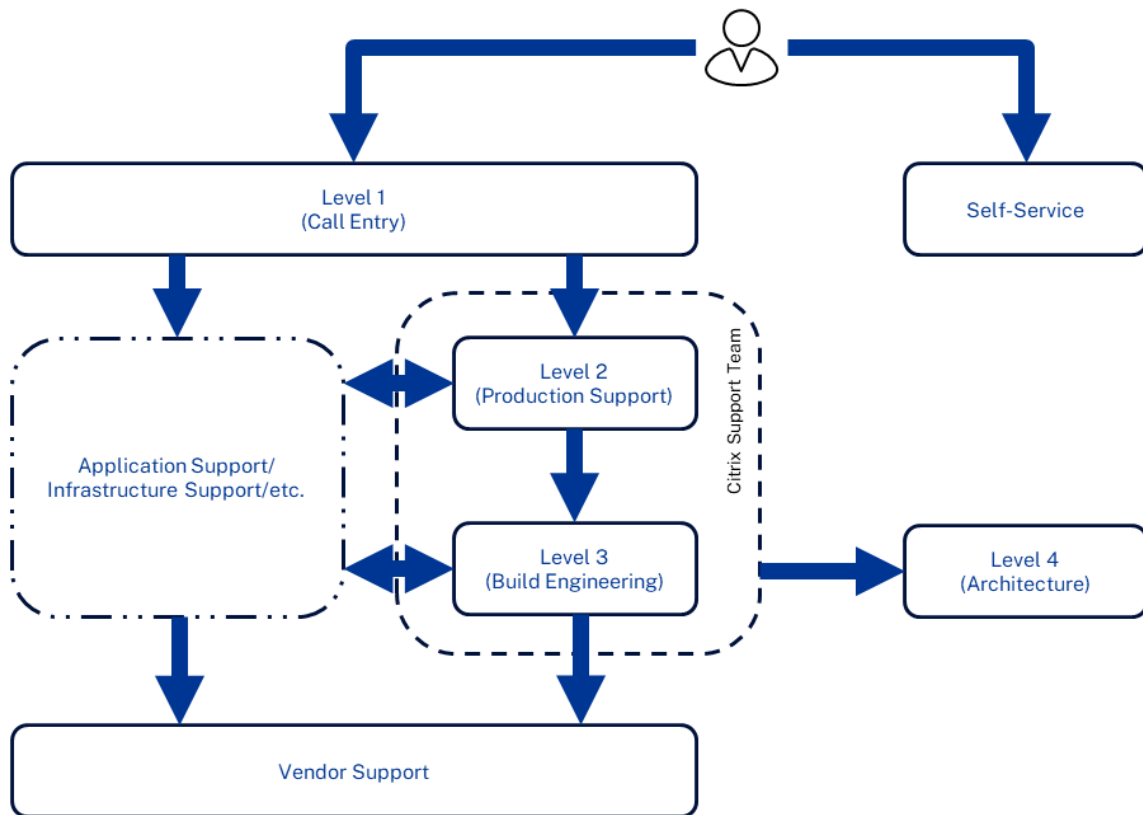 Level 1
(Call Entry)
Self-Service
Level 2
(Production Support)
Citrix Support Team
Application Support/
Infrastructure Support/etc.
Level 3
(Build Engineering)
Level 4
(Architecture)
Vendor Support